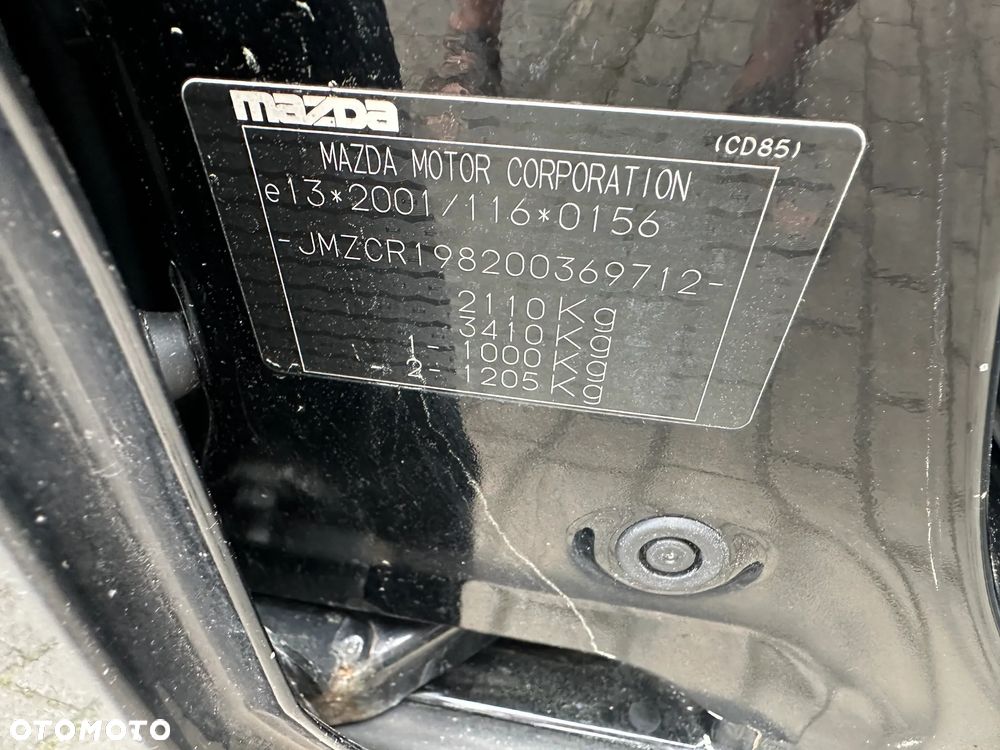 mazda
(CD85)
MAZDA MOTOR CORPORATION
e13*2001/116*0156
-JMZCR198200369712-
2110Kg
3410Kg
1- 1000Kg
2- 1205Kg
OTOMOTO